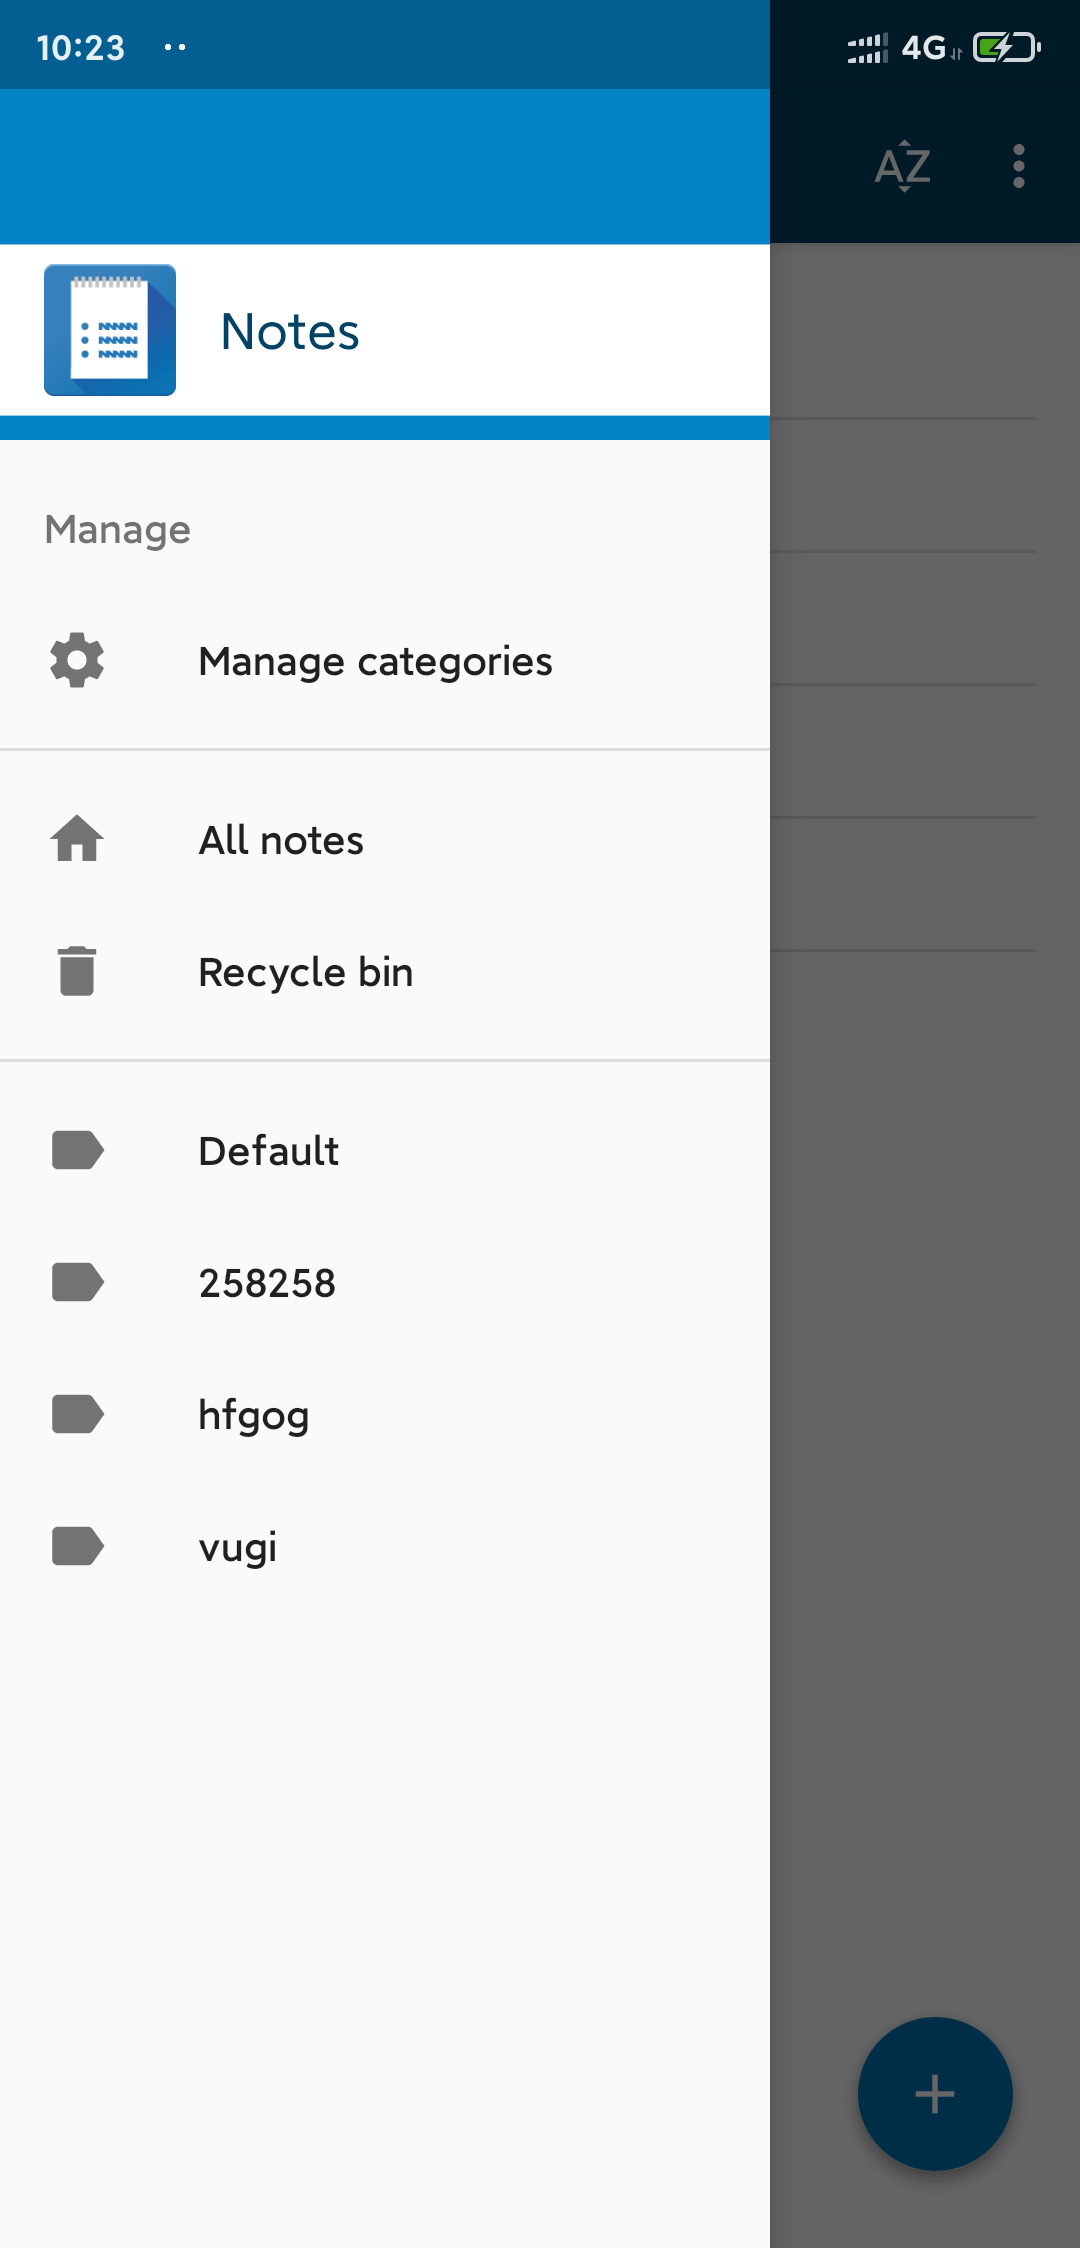 10:23
4G
AZ
Notes
Manage
Manage categories
All notes
Recycle bin
Default
258258
hfgog
vugi